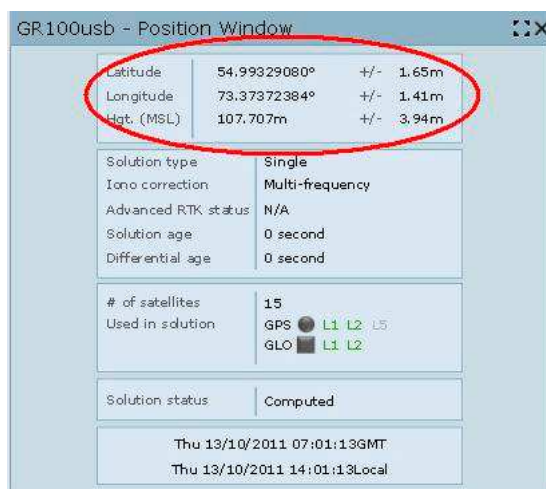 GR100usb - Position Window
Latitude 54.99329080° +/- 1.65m
Longitude 73.37372384° +/- 1.41m
Hgt. (MSL) 107.707m +/- 3.94m
Solution type Single
Iono correction Multi-frequency
Advanced RTK status N/A
Solution age 0 second
Differential age 0 second
# of satellites 15
Used in solution GPS L1 L2 L5
GLO L1 L2
Solution status Computed
Thu 13/10/2011 07:01:13GMT
Thu 13/10/2011 14:01:13Local